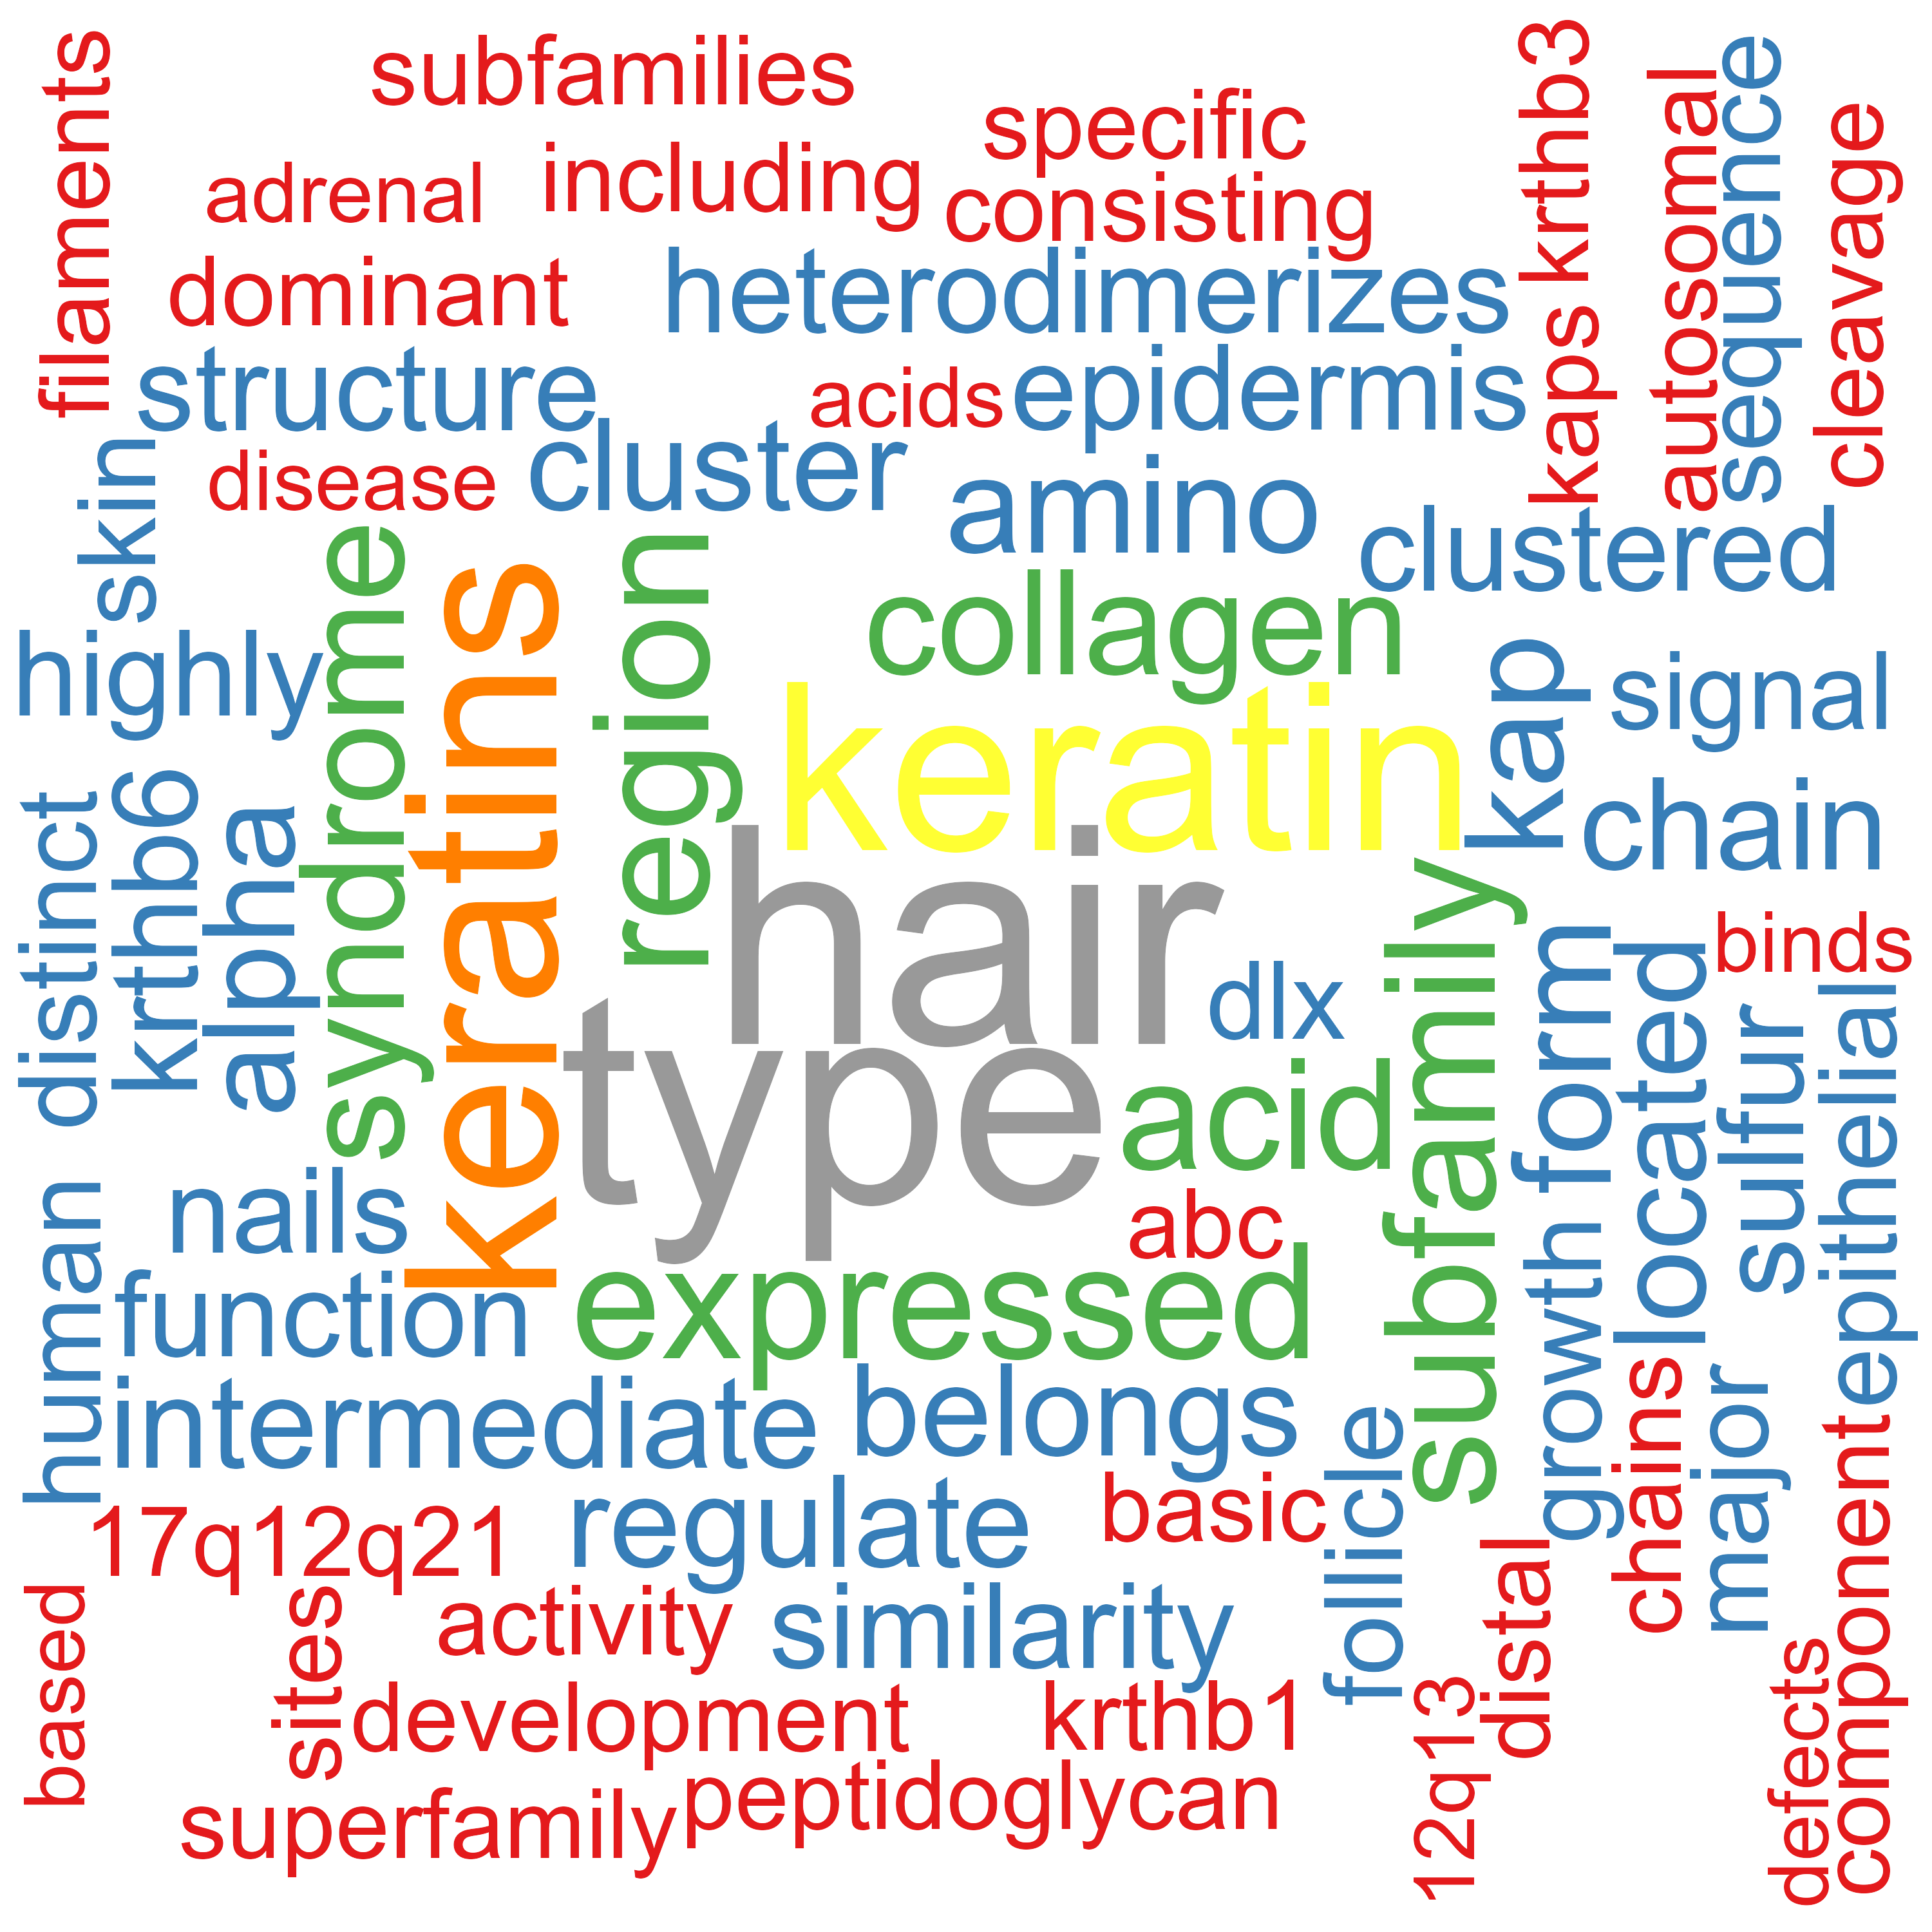 subfamilies
specific
krthb3
filaments
autosomal
sequence
cleavage
adrenal
including
consisting
dominant
heterodimerizes
kaps
structure
acids
epidermis
skin
disease
cluster
amino
clustered
syndrome
keratins
region
collagen
highly
keratin
kap
signal
distinct
krthb6
alpha
hair
chain
subfamily
form
located
binds
dlx
type
acid
sulfur
epithelial
human
nails
abc
function
expressed
growth
intermediate
belongs
follicle
chains
major
component
17q12q21
regulate
basic
based
sites
activity
similarity
distal
development
krthb1
12q13
defects
superfamily
peptidoglycan